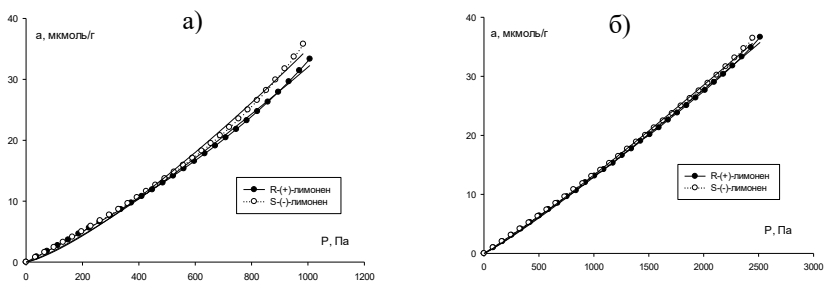 а)
а, мкмоль/г
40
30
20
10
0
R-(+)-лимонен
S-(-)-лимонен
P, Па
0 200 400 600 800 1000 1200
б)
а, мкмоль/г
40
30
20
10
0
R-(+)-лимонен
S-(-)-лимонен
P, Па
0 500 1000 1500 2000 2500 3000